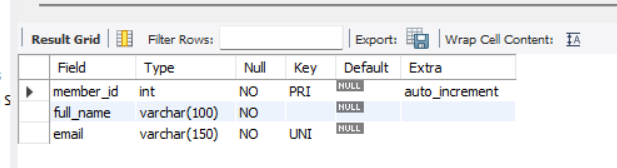 Result Grid Filter Rows: Export: Wrap Cell Content: IA
Field Type Null Key Default Extra
member_id int NO PRI NULL auto_increment
S
full_name varchar(100) NO NULL
email varchar(150) NO UNI NULL